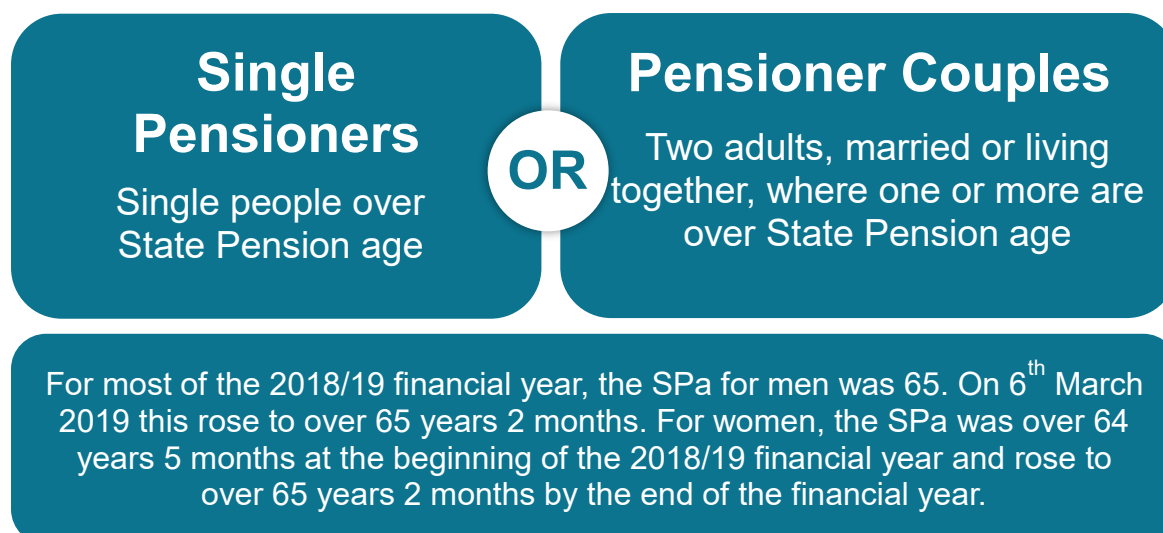 Single
Pensioners
Single people over
State Pension age
OR
Pensioner Couples
Two adults, married or living
together, where one or more are
over State Pension age
For most of the 2018/19 financial year, the SPa for men was 65. On 6th March
2019 this rose to over 65 years 2 months. For women, the SPa was over 64
years 5 months at the beginning of the 2018/19 financial year and rose to
over 65 years 2 months by the end of the financial year.